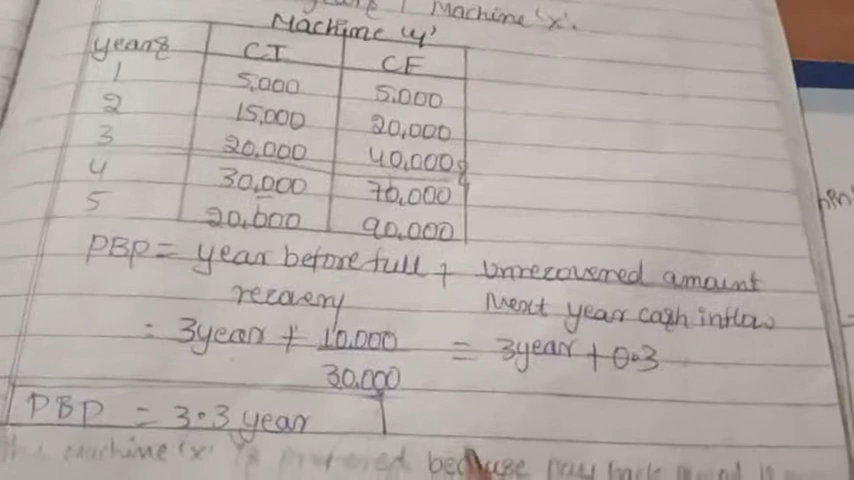 Machine 'x'.
Machine 'y'
years CI CF
1 5,000 5.000
2 15,000 20,000
3 20,000 40,000
4 30,000 70,000
5 20,000 90,000
PBP = year before full + unrecovered amount
recovery Next year cash inflow
= 3year + 10.000 = 3year + 0.3
30.000
PBP = 3.3 year
machine 'x' is prefered because pay back